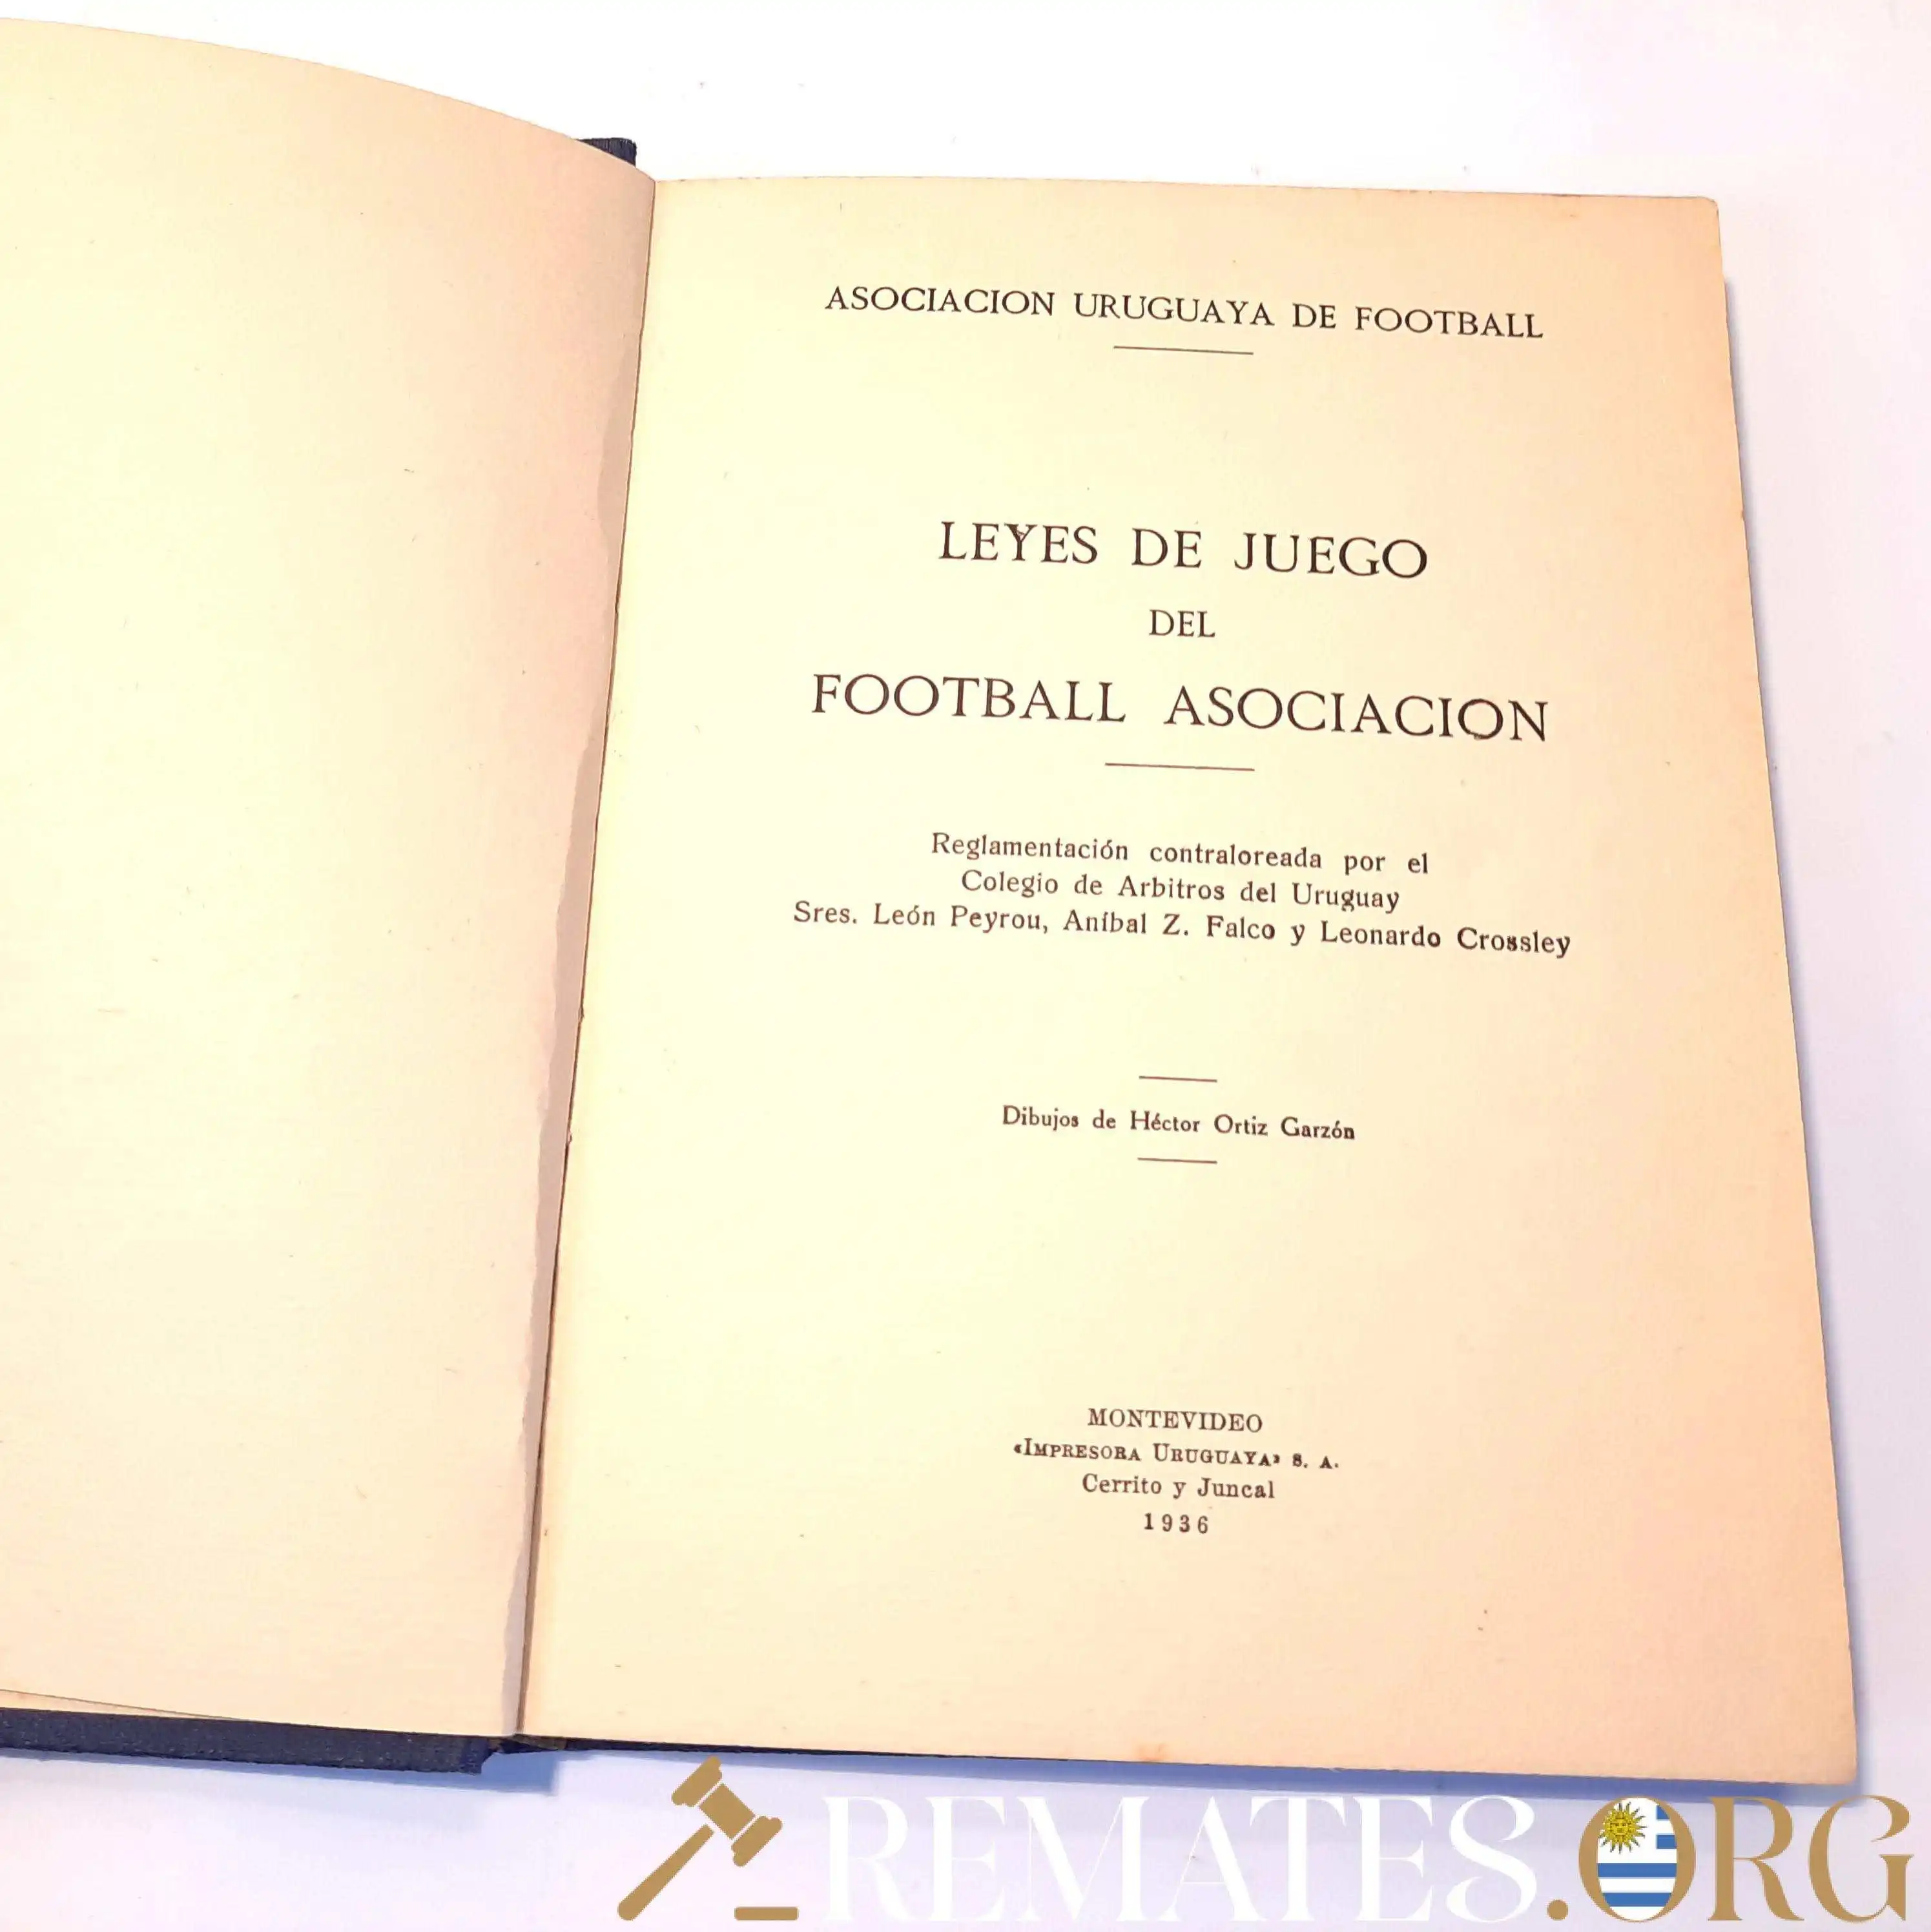 ASOCIACION URUGUAYA DE FOOTBALL
LEYES DE JUEGO
DEL
FOOTBALL ASOCIACION
Reglamentación contraloreada por el
Colegio de Arbitros del Uruguay
Sres. León Peyrou, Aníbal Z. Falco y Leonardo Crossley
Dibujos de Héctor Ortiz Garzón
MONTEVIDEO
«IMPRESORA URUGUAYA» S. A.
Cerrito y Juncal
1936
REMATES.ORG